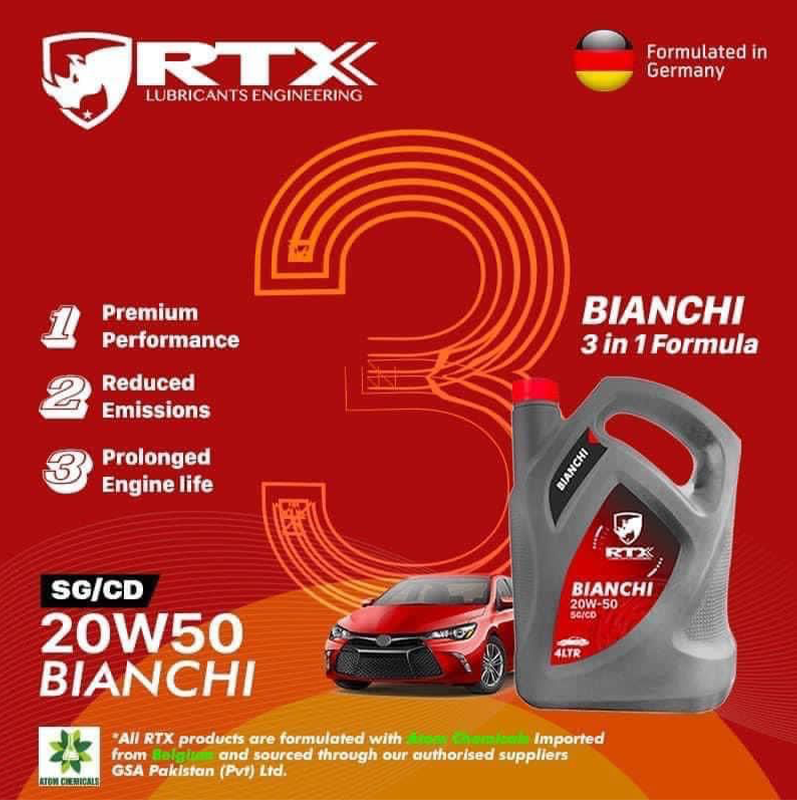 RTX
LUBRICANTS ENGINEERING
Formulated in
Germany
1 Premium
Performance
2 Reduced
Emissions
3 Prolonged
Engine life
3
BIANCHI
3 in 1 Formula
BIANCHI
RTX
BIANCHI
20W-50
SG/CD
4LTR
SG/CD
20W50
BIANCHI
ATOM CHEMICALS
*All RTX products are formulated with Atom Chemicals Imported
from Belgium and sourced through our authorised suppliers
GSA Pakistan (Pvt) Ltd.